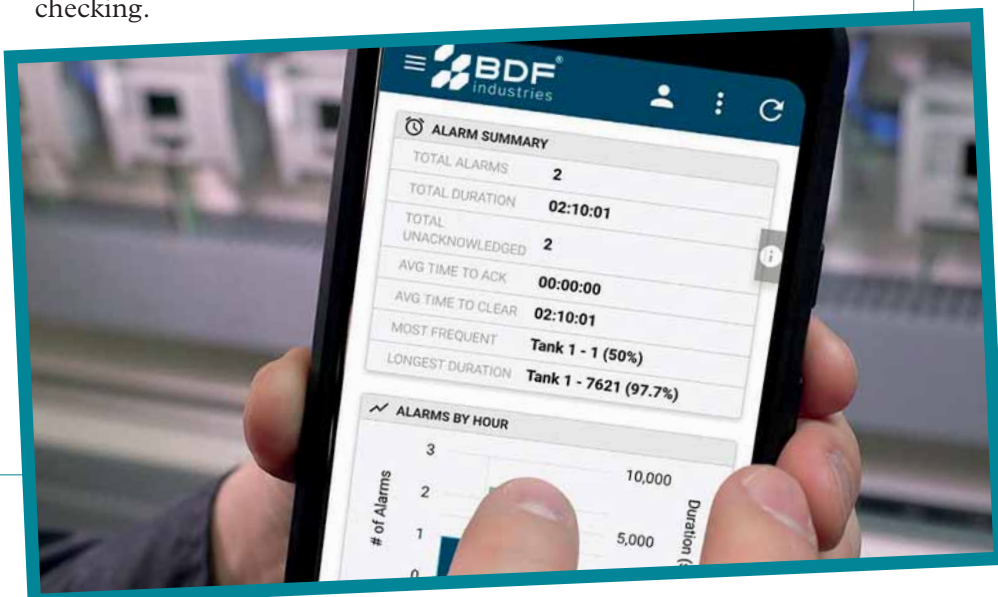 checking.
BDF®
industries
ALARM SUMMARY
TOTAL ALARMS 2
TOTAL DURATION 02:10:01
TOTAL
UNACKNOWLEDGED 2
AVG TIME TO ACK 00:00:00
AVG TIME TO CLEAR 02:10:01
MOST FREQUENT Tank 1 - 1 (50%)
LONGEST DURATION Tank 1 - 7621 (97.7%)
ALARMS BY HOUR
3 10,000
2
1 5,000
0
# of Alarms
Duration